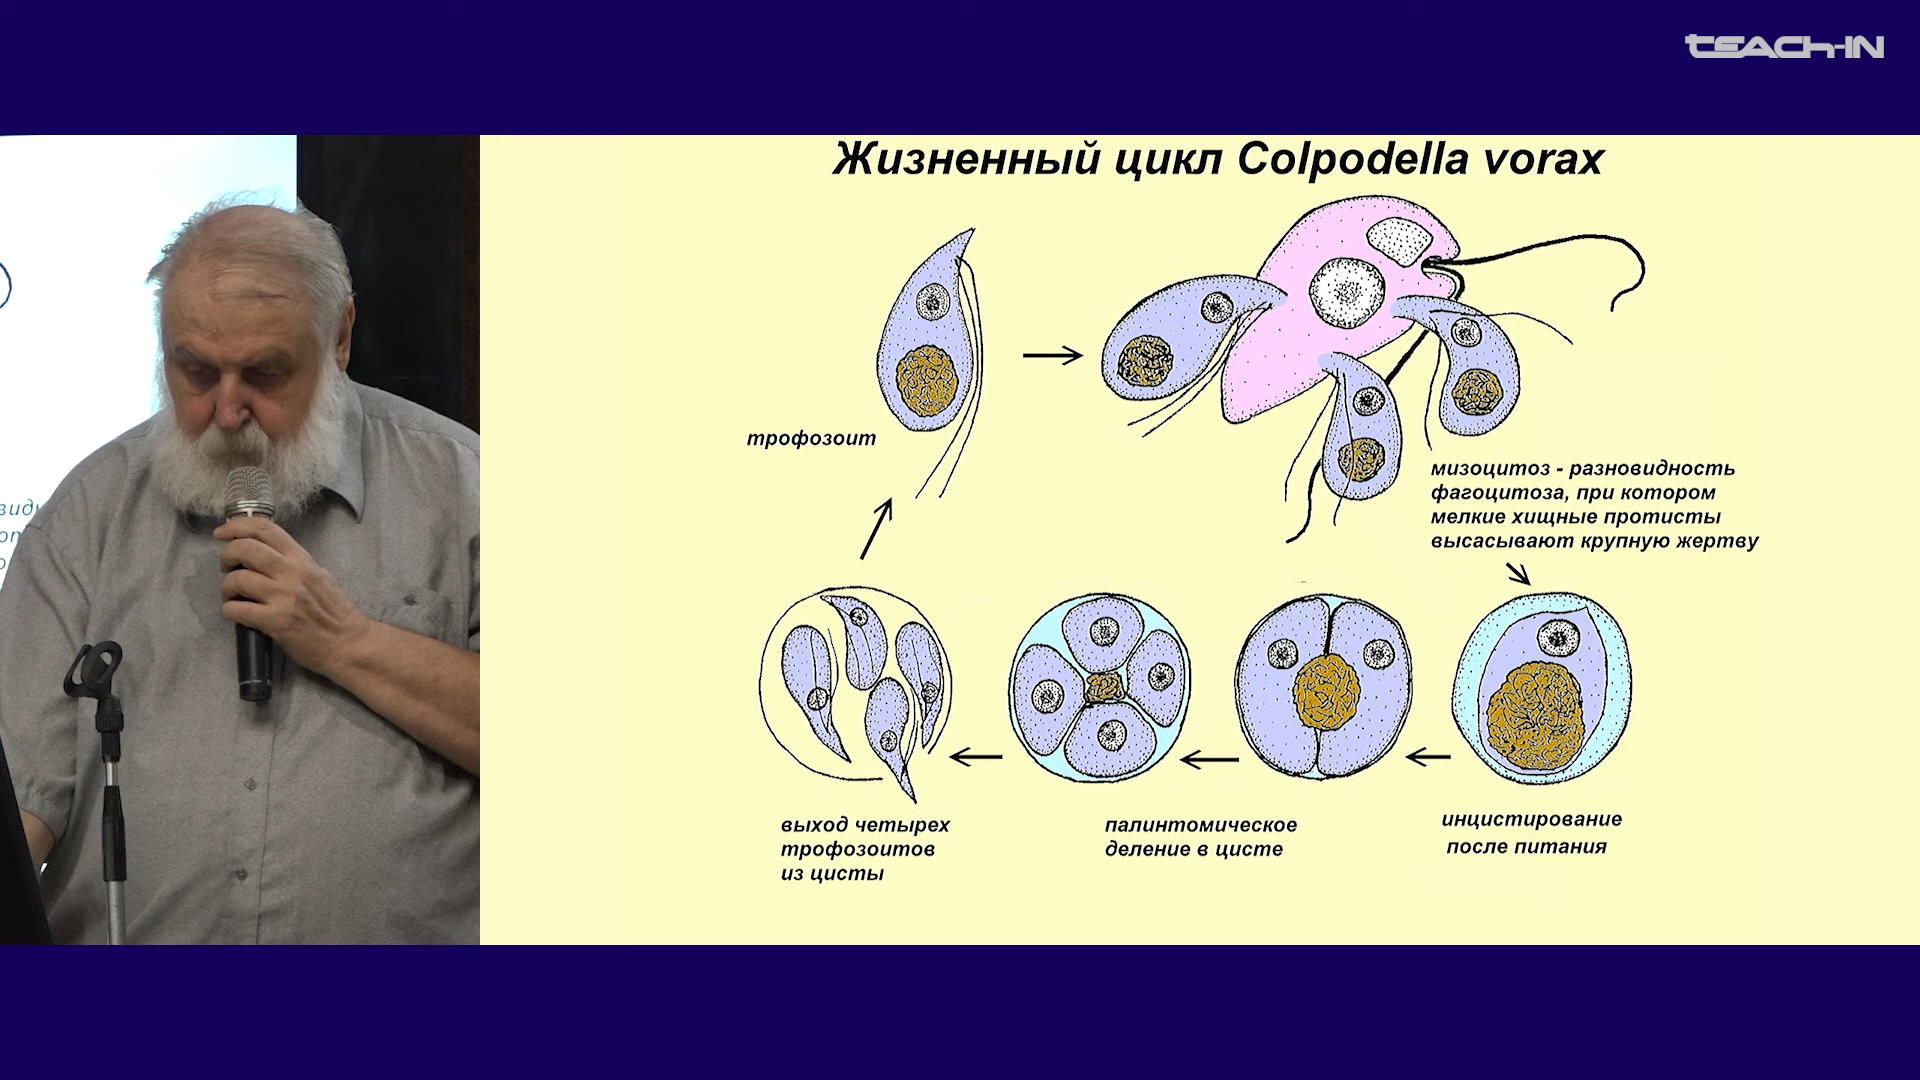 TEACH-IN
Жизненный цикл Colpodella vorax
трофозоит
мизоцитоз - разновидность
фагоцитоза, при котором
мелкие хищные протисты
высасывают крупную жертву
выход четырех
трофозоитов
из цисты
палинтомическое
деление в цисте
инцистирование
после питания